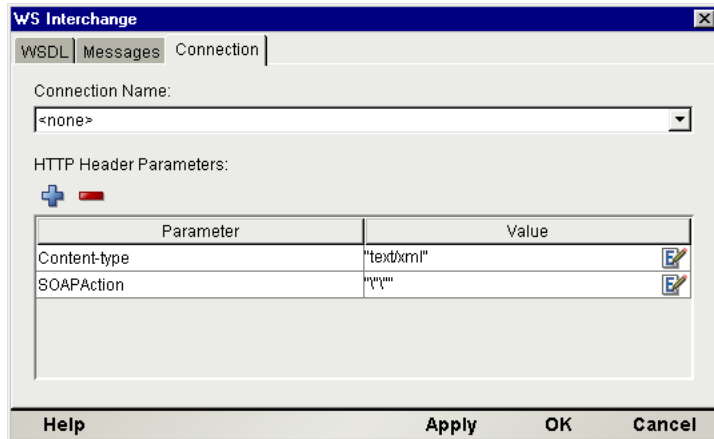 WS Interchange
WSDL Messages Connection
Connection Name:
<none>
HTTP Header Parameters:
Parameter Value
Content-type "text/xml"
SOAPAction "\"\""
Help Apply OK Cancel